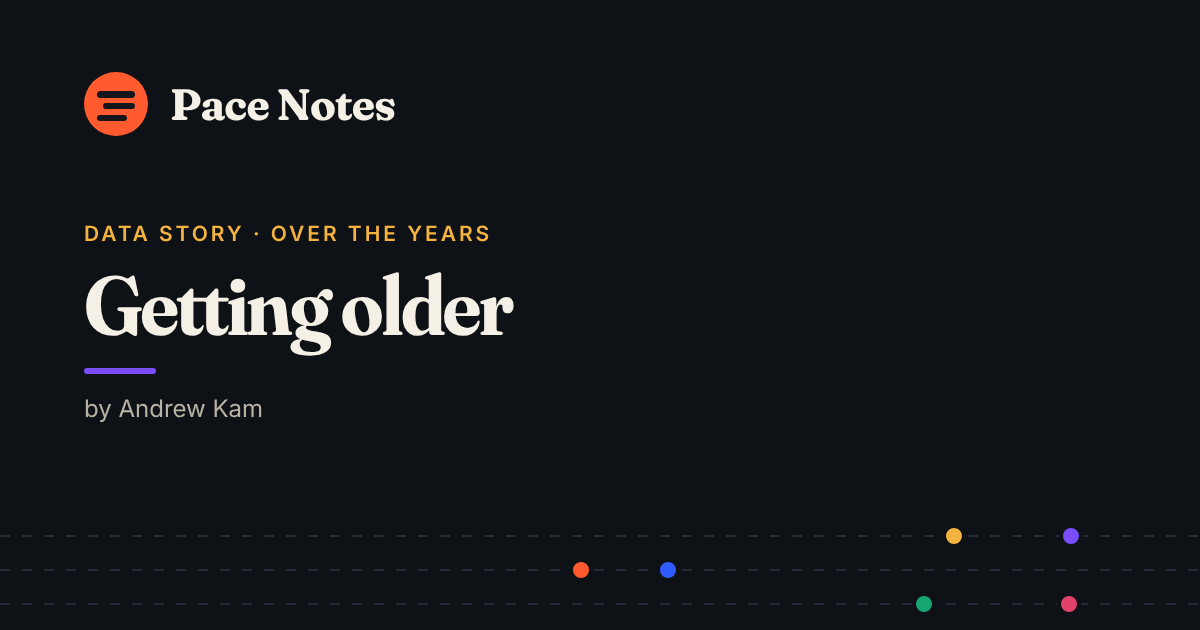 Pace Notes
DATA STORY · OVER THE YEARS
Getting older
by Andrew Kam